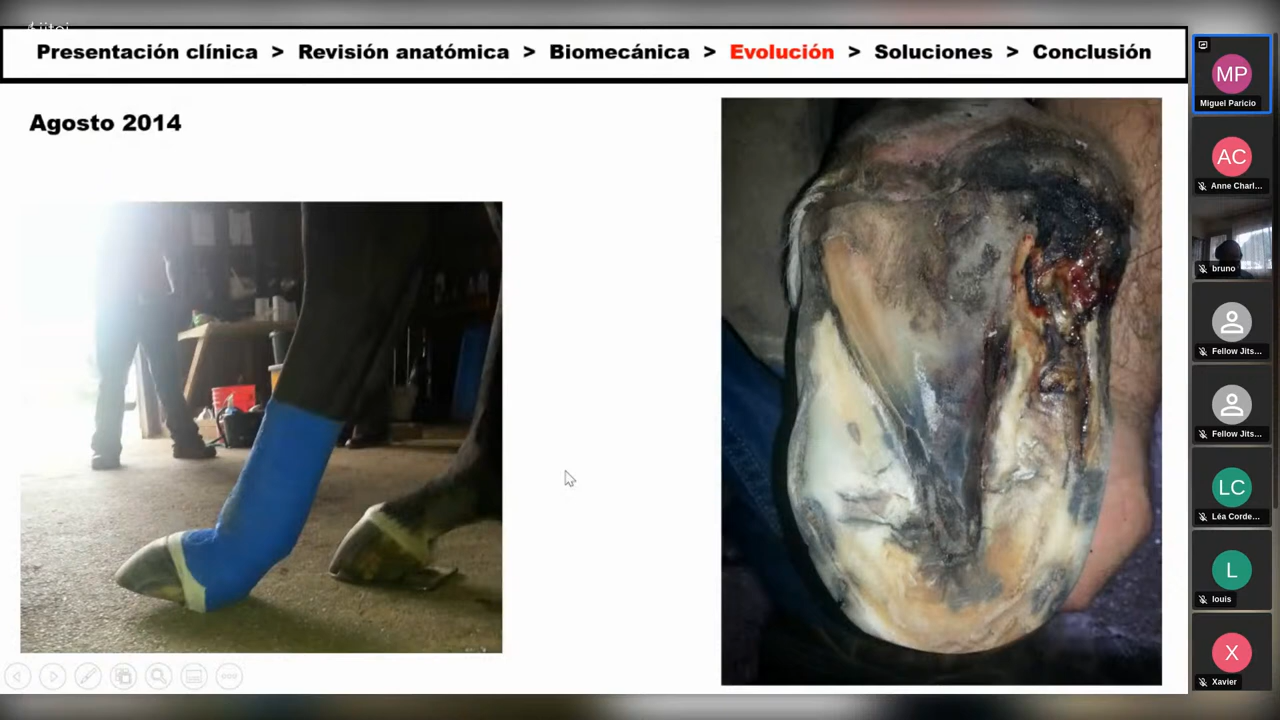 Presentación clínica > Revisión anatómica > Biomecánica > Evolución > Soluciones > Conclusión
Agosto 2014
MP
Miguel Paricio
AC
Anne Charl...
bruno
Fellow Jits...
Fellow Jits...
LC
Léa Corde...
L
louis
X
Xavier